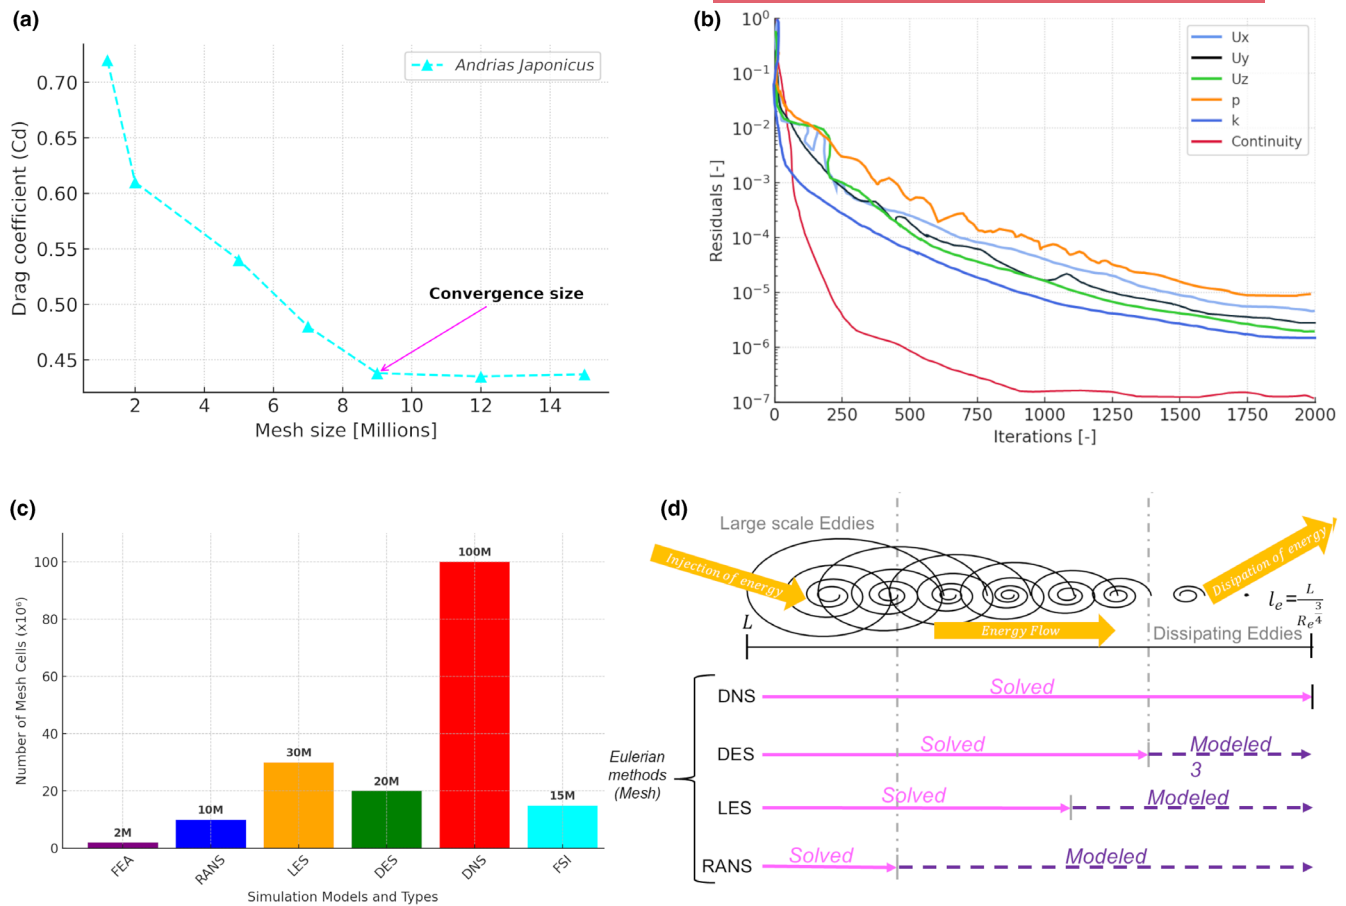 (a)
Andrias Japonicus
Convergence size
0.70
0.65
0.60
0.55
0.50
0.45
Drag coefficient (Cd)
2
4
6
8
10
12
14
Mesh size [Millions]
(b)
Ux
Uy
Uz
p
k
Continuity
10⁰
10⁻¹
10⁻²
10⁻³
10⁻⁴
10⁻⁵
10⁻⁶
10⁻⁷
Residuals [-]
0
250
500
750
1000
1250
1500
1750
2000
Iterations [-]
(c)
100
80
60
40
20
0
Number of Mesh Cells (x10⁶)
2M
10M
30M
20M
100M
15M
FEA
RANS
LES
DES
DNS
FSI
Simulation Models and Types
(d)
Large scale Eddies
Injection of energy
Disipation of energy
L
Energy Flow
Dissipating Eddies
lₑ=L/Rₑ^(3/4)
Eulerian
methods
(Mesh)
DNS
Solved
DES
Solved
Modeled
3
LES
Solved
Modeled
RANS
Solved
Modeled